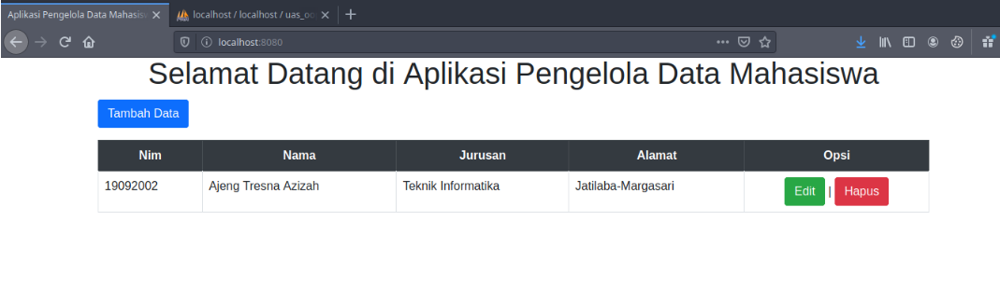 Aplikasi Pengelola Data Mahasis
localhost / localhost / uas_oo
localhost:8080
Selamat Datang di Aplikasi Pengelola Data Mahasiswa
Tambah Data
Nim Nama Jurusan Alamat Opsi
19092002 Ajeng Tresna Azizah Teknik Informatika Jatilaba-Margasari Edit | Hapus